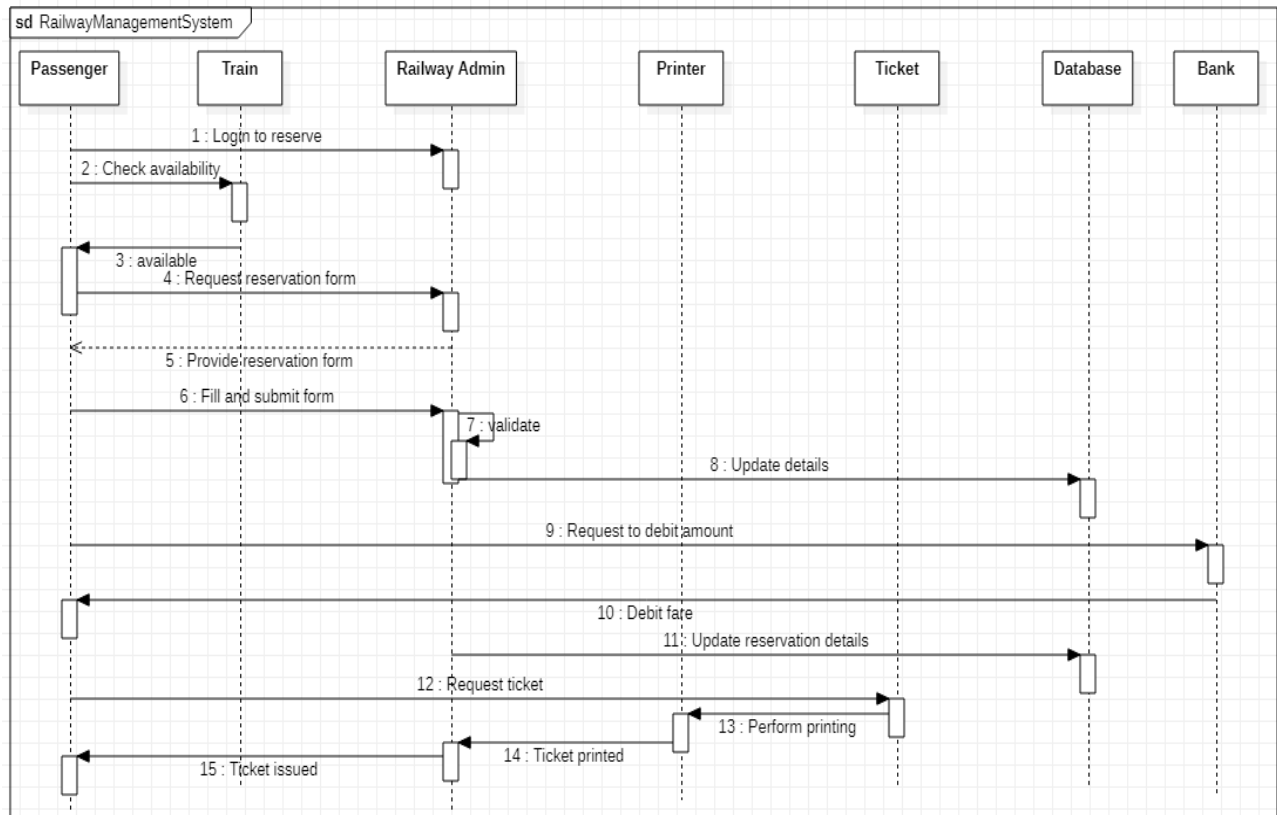 sd RailwayManagementSystem
Passenger
Train
Railway Admin
Printer
Ticket
Database
Bank
1 : Login to reserve
2 : Check availability
3 : available
4 : Request reservation form
5 : Provide reservation form
6 : Fill and submit form
7 : validate
8 : Update details
9 : Request to debit amount
10 : Debit fare
11 : Update reservation details
12 : Request ticket
13 : Perform printing
14 : Ticket printed
15 : Ticket issued